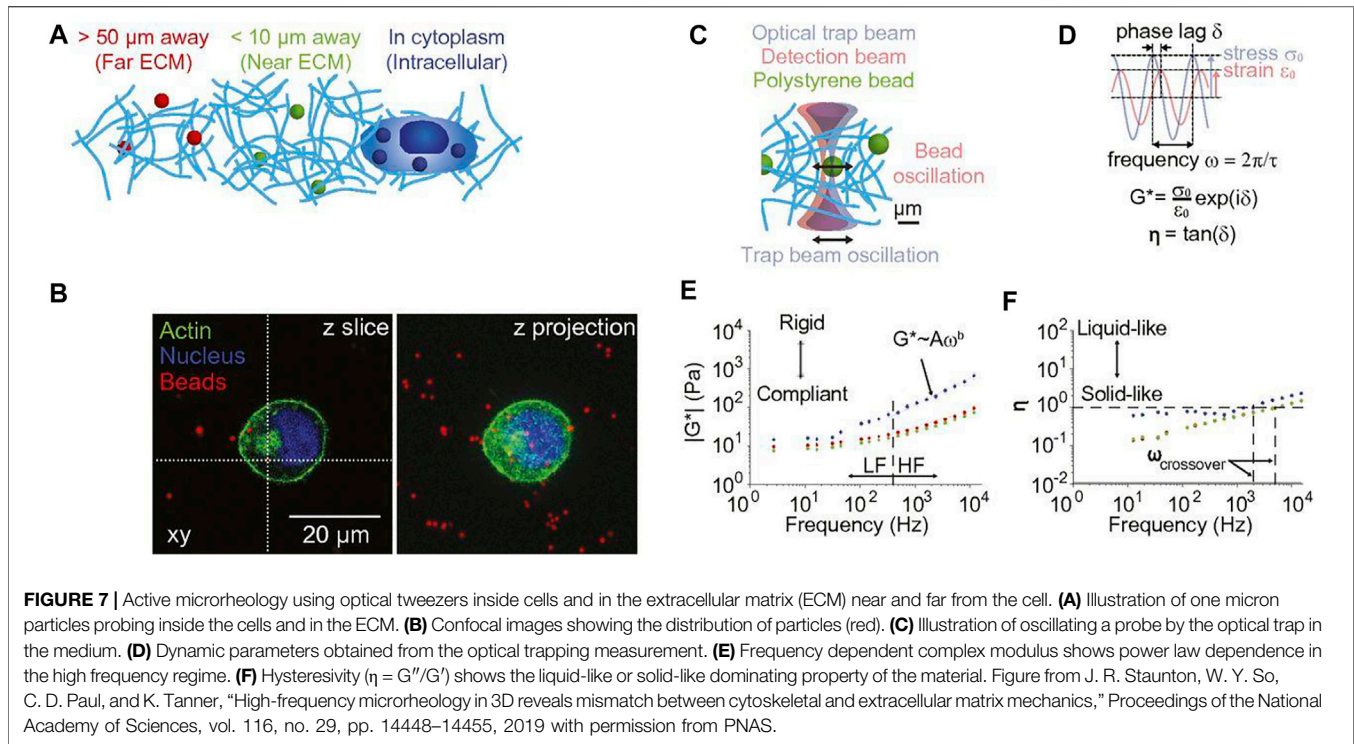 A
> 50 µm away
(Far ECM)
< 10 µm away
(Near ECM)
In cytoplasm
(Intracellular)
B
Actin
Nucleus
Beads
z slice
xy
20 µm
z projection
C
Optical trap beam
Detection beam
Polystyrene bead
Bead
oscillation
µm
Trap beam oscillation
D
phase lag δ
stress σ₀
strain ε₀
frequency ω = 2π/τ
G* = σ₀/ε₀ exp(iδ)
η = tan(δ)
E
|G*| (Pa)
10⁴
10³
10²
10¹
10⁰
Rigid
Compliant
G*~Aω^b
LF HF
10⁰ 10¹ 10² 10³ 10⁴
Frequency (Hz)
F
η
10²
10¹
10⁰
10⁻¹
10⁻²
Liquid-like
Solid-like
ω crossover
10⁰ 10¹ 10² 10³ 10⁴
Frequency (Hz)
FIGURE 7 | Active microrheology using optical tweezers inside cells and in the extracellular matrix (ECM) near and far from the cell. (A) Illustration of one micron
particles probing inside the cells and in the ECM. (B) Confocal images showing the distribution of particles (red). (C) Illustration of oscillating a probe by the optical trap in
the medium. (D) Dynamic parameters obtained from the optical trapping measurement. (E) Frequency dependent complex modulus shows power law dependence in
the high frequency regime. (F) Hysteresivity (η = G″/G′) shows the liquid-like or solid-like dominating property of the material. Figure from J. R. Staunton, W. Y. So,
C. D. Paul, and K. Tanner, “High-frequency microrheology in 3D reveals mismatch between cytoskeletal and extracellular matrix mechanics,” Proceedings of the National
Academy of Sciences, vol. 116, no. 29, pp. 14448–14455, 2019 with permission from PNAS.